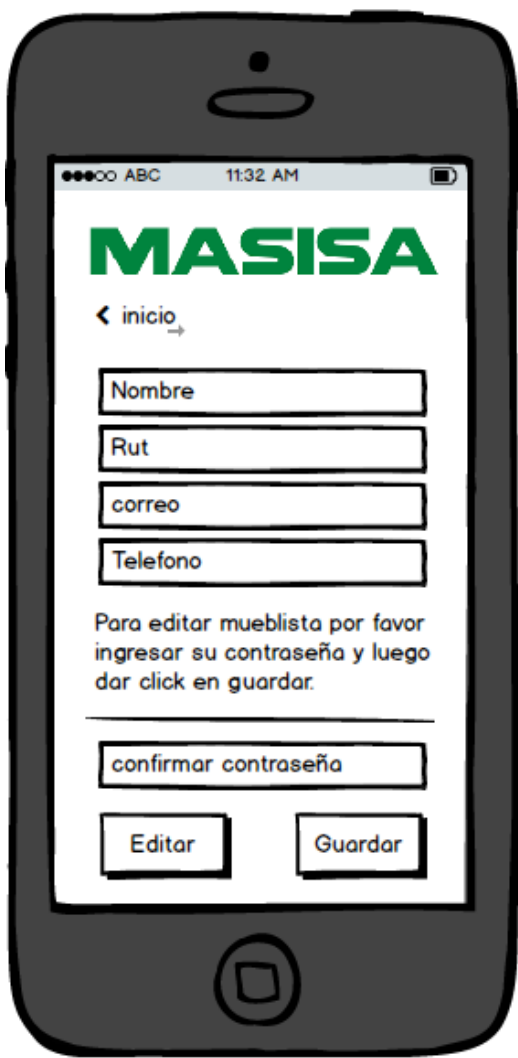 ABC 11:32 AM
MASISA
inicio
Nombre
Rut
correo
Telefono
Para editar mueblista por favor
ingresar su contraseña y luego
dar click en guardar.
confirmar contraseña
Editar Guardar